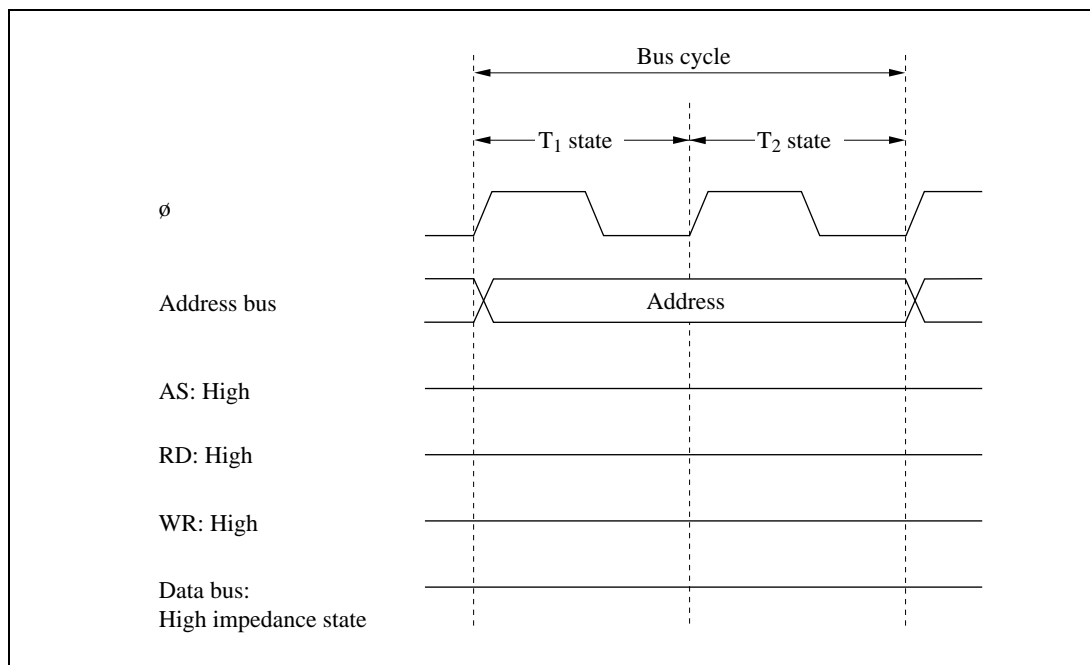 Bus cycle
T1 state
T2 state
ø
Address bus
Address
AS: High
RD: High
WR: High
Data bus:
High impedance state